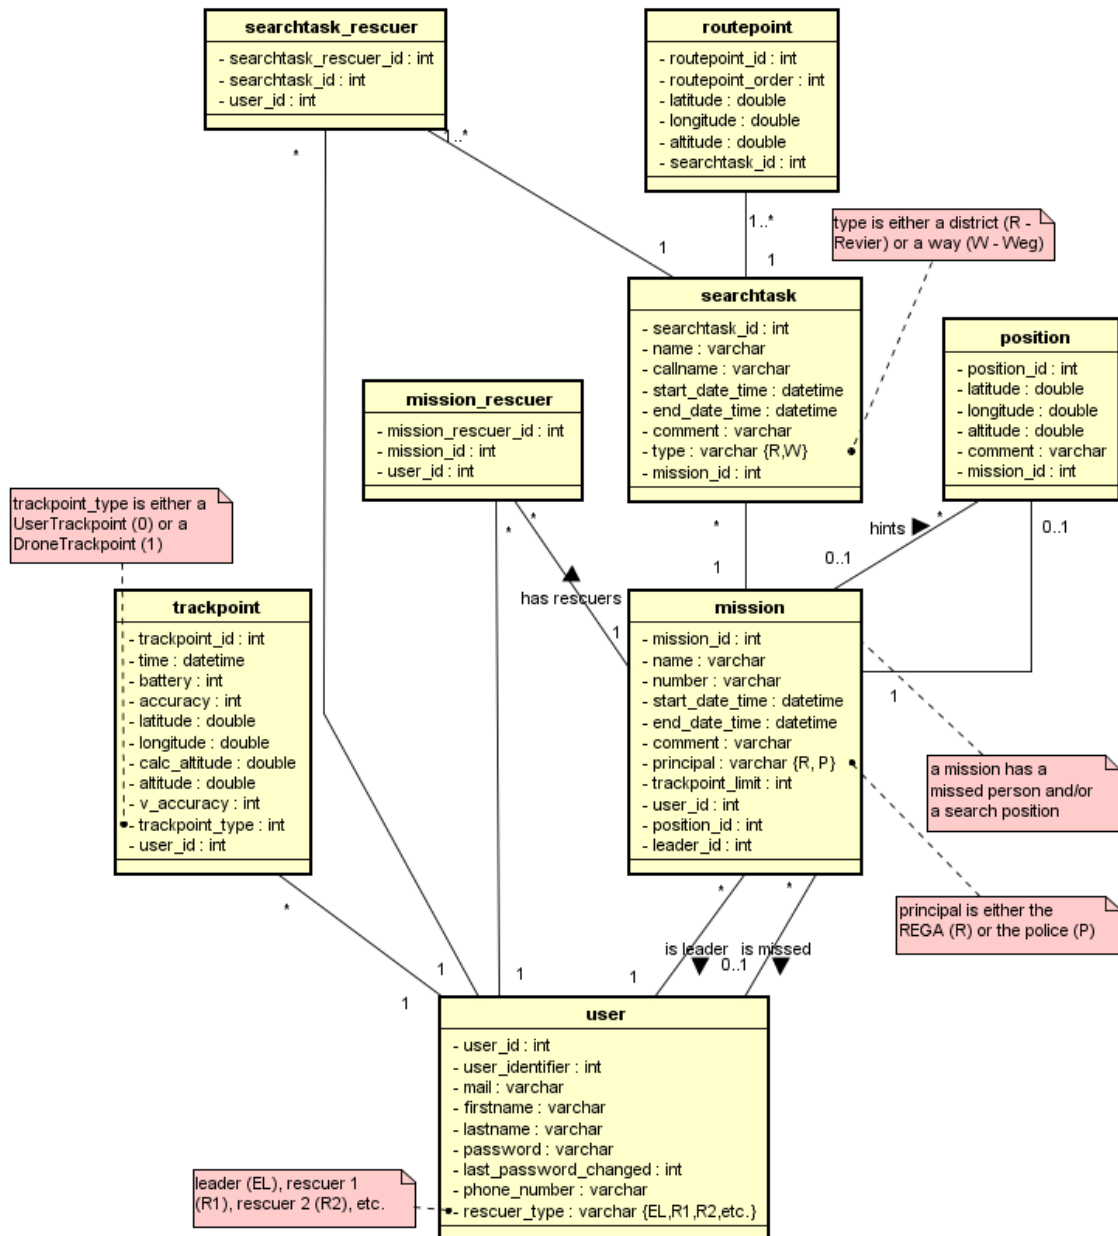 searchtask_rescuer
- searchtask_rescuer_id : int
- searchtask_id : int
- user_id : int
routepoint
- routepoint_id : int
- routepoint_order : int
- latitude : double
- longitude : double
- altitude : double
- searchtask_id : int
*
1..*
1
1..*
1
type is either a district (R -
Revier) or a way (W - Weg)
searchtask
- searchtask_id : int
- name : varchar
- callname : varchar
- start_date_time : datetime
- end_date_time : datetime
- comment : varchar
- type : varchar {R,W}
- mission_id : int
position
- position_id : int
- latitude : double
- longitude : double
- altitude : double
- comment : varchar
- mission_id : int
mission_rescuer
- mission_rescuer_id : int
- mission_id : int
- user_id : int
trackpoint_type is either a
UserTrackpoint (0) or a
DroneTrackpoint (1)
*
*
*
1
hints
*
0..1
0..1
has rescuers
1
1
trackpoint
- trackpoint_id : int
- time : datetime
- battery : int
- accuracy : int
- latitude : double
- longitude : double
- calc_altitude : double
- altitude : double
- v_accuracy : int
- trackpoint_type : int
- user_id : int
mission
- mission_id : int
- name : varchar
- number : varchar
- start_date_time : datetime
- end_date_time : datetime
- comment : varchar
- principal : varchar {R, P}
- trackpoint_limit : int
- user_id : int
- position_id : int
- leader_id : int
a mission has a
missed person and/or
a search position
principal is either the
REGA (R) or the police (P)
*
*
*
is leader
is missed
0..1
1
1
1
1
user
- user_id : int
- user_identifier : int
- mail : varchar
- firstname : varchar
- lastname : varchar
- password : varchar
- last_password_changed : int
- phone_number : varchar
- rescuer_type : varchar {EL,R1,R2,etc.}
leader (EL), rescuer 1
(R1), rescuer 2 (R2), etc.